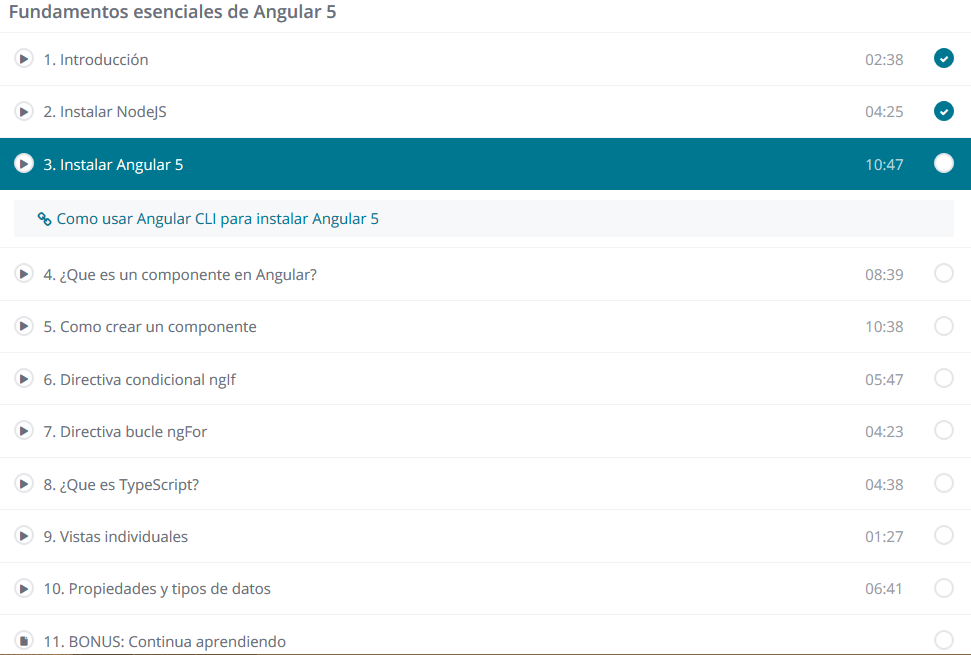 Fundamentos esenciales de Angular 5
1. Introducción 02:38
2. Instalar NodeJS 04:25
3. Instalar Angular 5 10:47
Como usar Angular CLI para instalar Angular 5
4. ¿Que es un componente en Angular? 08:39
5. Como crear un componente 10:38
6. Directiva condicional ngIf 05:47
7. Directiva bucle ngFor 04:23
8. ¿Que es TypeScript? 04:38
9. Vistas individuales 01:27
10. Propiedades y tipos de datos 06:41
11. BONUS: Continua aprendiendo